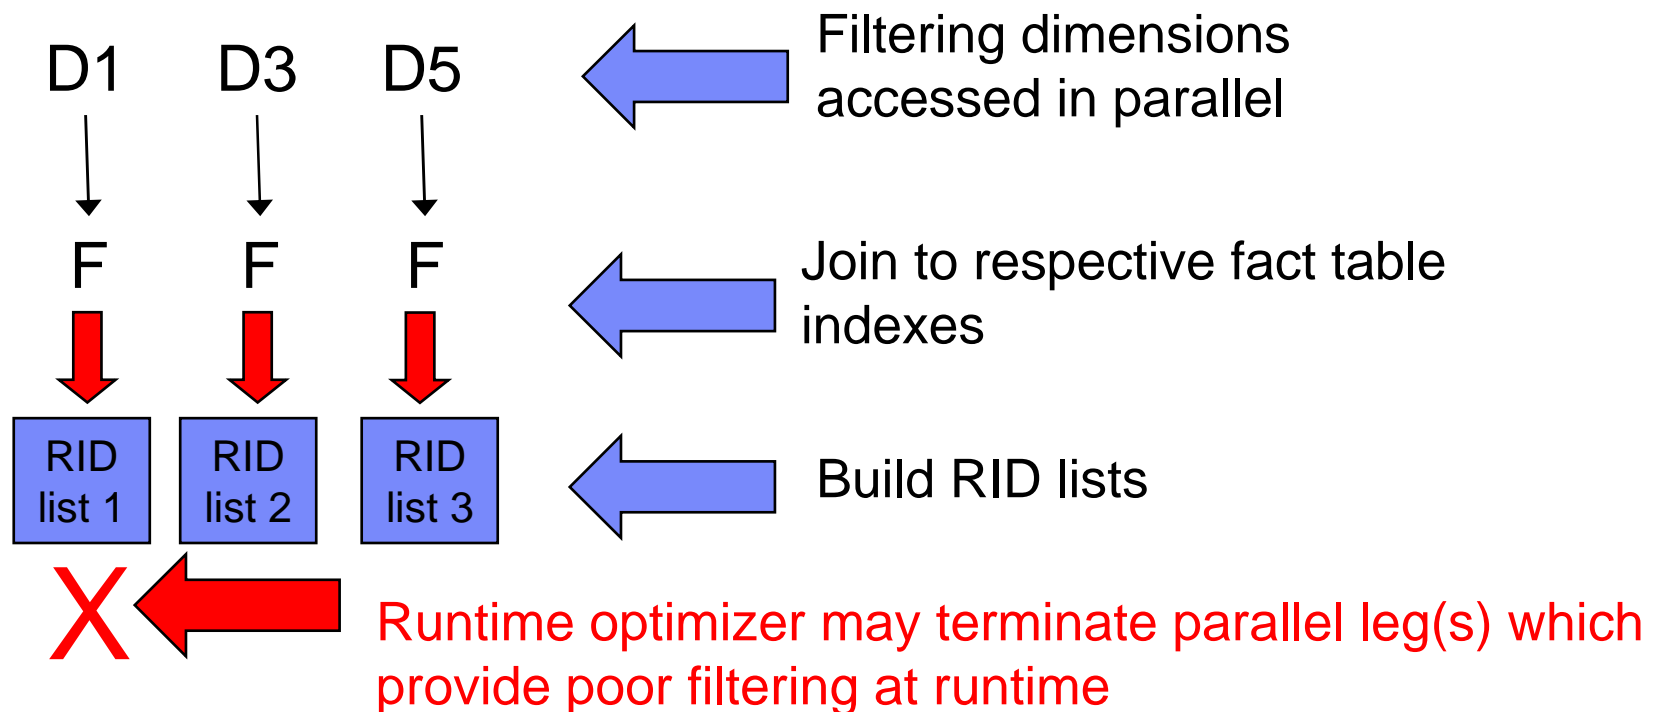 D1 D3 D5
Filtering dimensions
accessed in parallel
F F F
Join to respective fact table
indexes
RID
list 1
RID
list 2
RID
list 3
Build RID lists
X
Runtime optimizer may terminate parallel leg(s) which
provide poor filtering at runtime